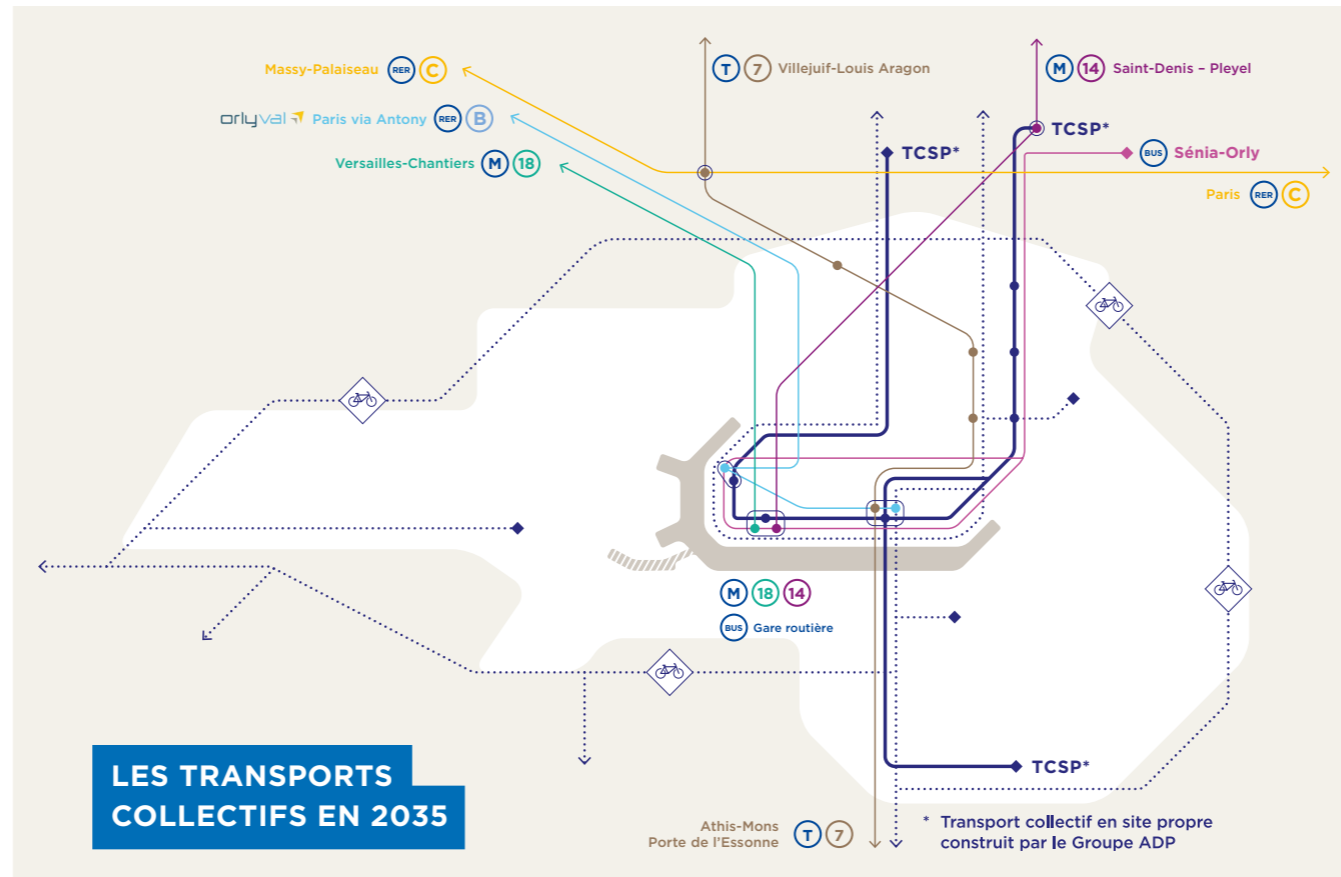 Massy-Palaiseau RER C
T 7 Villejuif-Louis Aragon
M 14 Saint-Denis – Pleyel
orlyval Paris via Antony RER B
TCSP*
TCSP*
BUS Sénia-Orly
Versailles-Chantiers M 18
Paris RER C
M 18 14
BUS Gare routière
TCSP*
LES TRANSPORTS
COLLECTIFS EN 2035
Athis-Mons
Porte de l'Essonne T 7
* Transport collectif en site propre
construit par le Groupe ADP